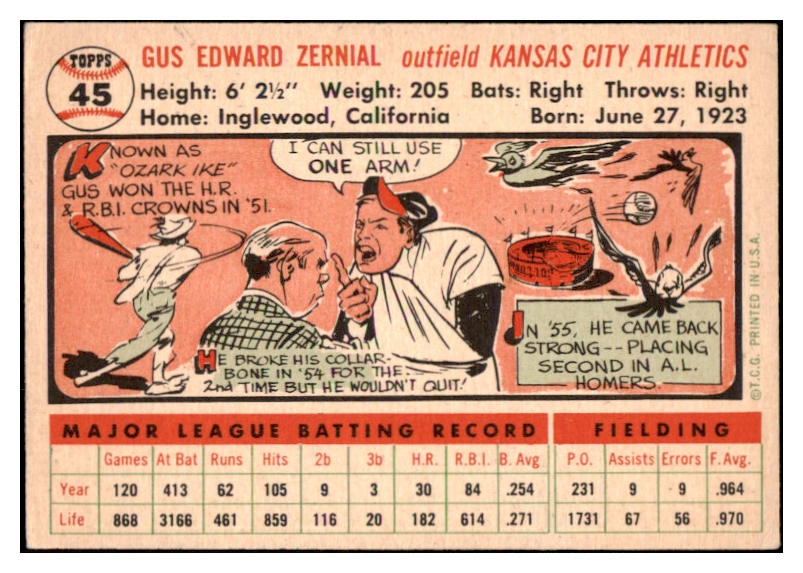 TOPPS
45
GUS EDWARD ZERNIAL outfield KANSAS CITY ATHLETICS
Height: 6' 2½" Weight: 205 Bats: Right Throws: Right
Home: Inglewood, California Born: June 27, 1923
KNOWN AS
"OZARK IKE"
GUS WON THE H.R.
& R.B.I. CROWNS IN '51.
I CAN STILL USE
ONE ARM!
HE BROKE HIS COLLAR-
BONE IN '54 FOR THE
2nd TIME BUT HE WOULDN'T QUIT!
IN '55, HE CAME BACK
STRONG--PLACING
SECOND IN A.L.
HOMERS.
©T.C.G. PRINTED IN U.S.A.
MAJOR LEAGUE BATTING RECORD FIELDING
Games At Bat Runs Hits 2b 3b H.R. R.B.I. B. Avg. P.O. Assists Errors F. Avg.
Year 120 413 62 105 9 3 30 84 .254 231 9 9 .964
Life 868 3166 461 859 116 20 182 614 .271 1731 67 56 .970